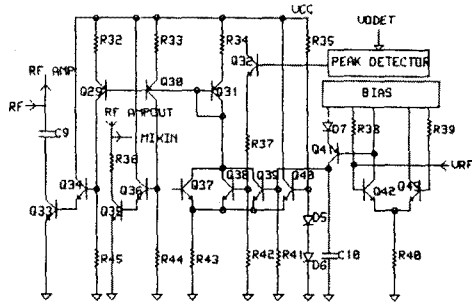 VCC
VODET
R32
R33
R34
R35
RF AMP
Q29
Q30
Q31
Q32
PEAK DETECTOR
BIAS
RF
RF AMPOUT
MIXIN
C9
R36
R37
D7
R38
R39
Q41
VRF
Q33
Q34
Q35
Q36
Q37
Q38
Q39
Q40
Q42
Q43
D5
R45
R44
R43
R42
R41
D6
C10
R40